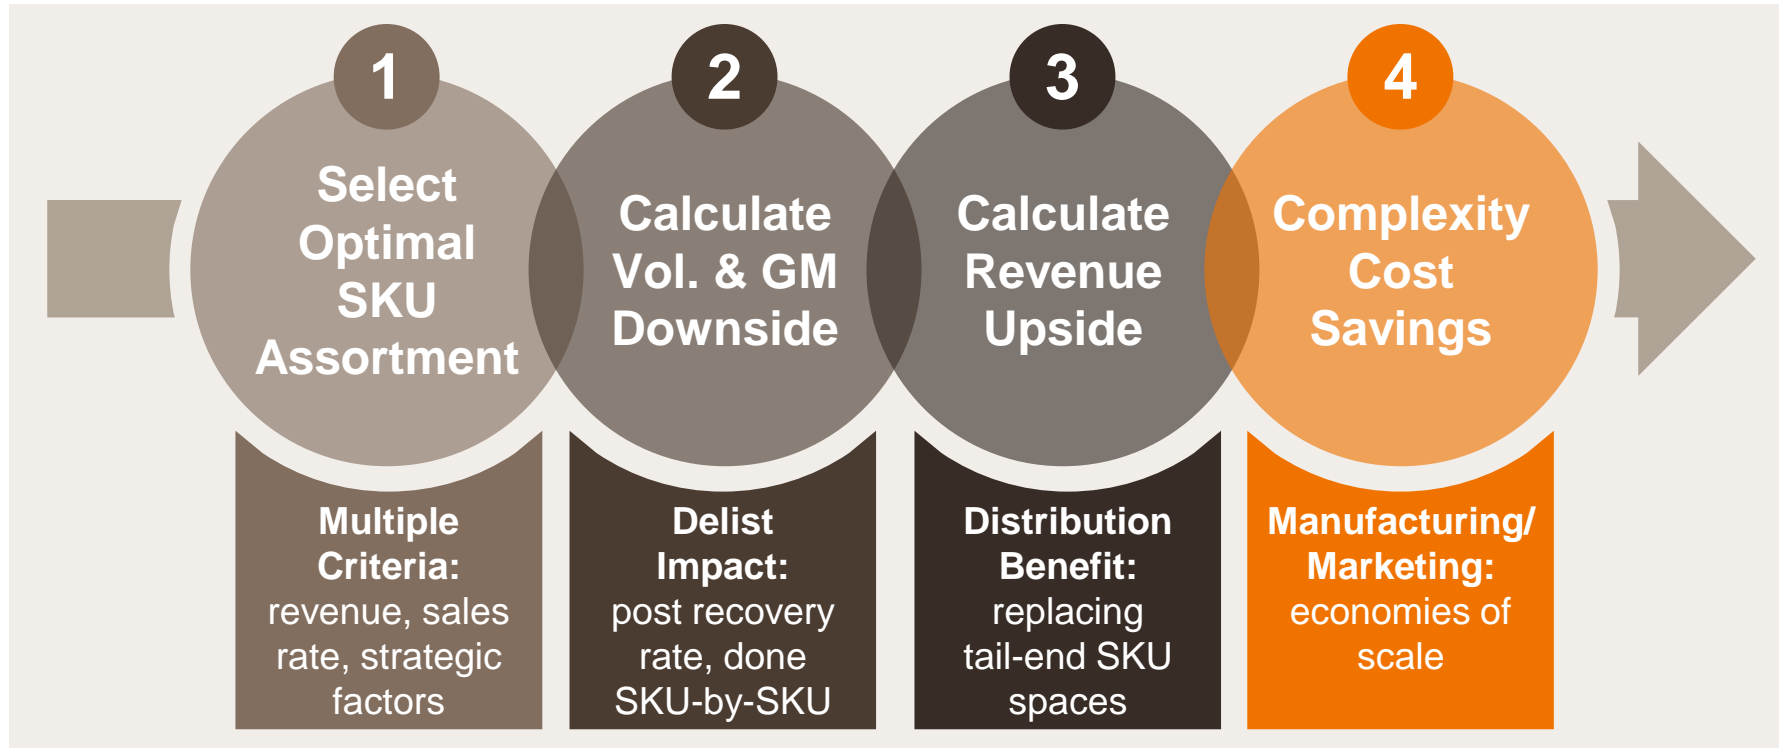 1
Select
Optimal
SKU
Assortment
Multiple
Criteria:
revenue, sales
rate, strategic
factors
2
Calculate
Vol. & GM
Downside
Delist
Impact:
post recovery
rate, done
SKU-by-SKU
3
Calculate
Revenue
Upside
Distribution
Benefit:
replacing
tail-end SKU
spaces
4
Complexity
Cost
Savings
Manufacturing/
Marketing:
economies of
scale